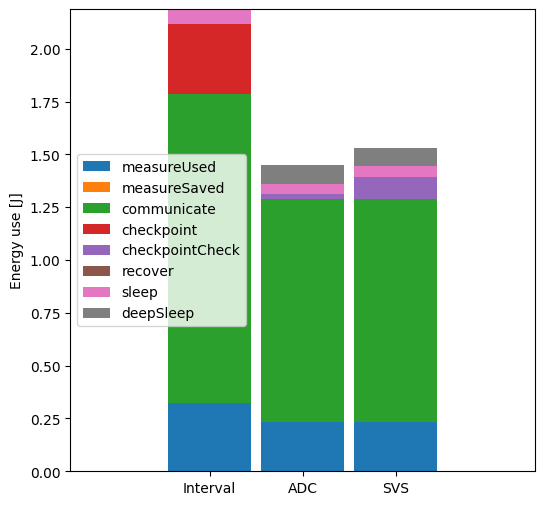 2.00
1.75
1.50
1.25
1.00
0.75
0.50
0.25
0.00
Energy use [J]
measureUsed
measureSaved
communicate
checkpoint
checkpointCheck
recover
sleep
deepSleep
Interval
ADC
SVS